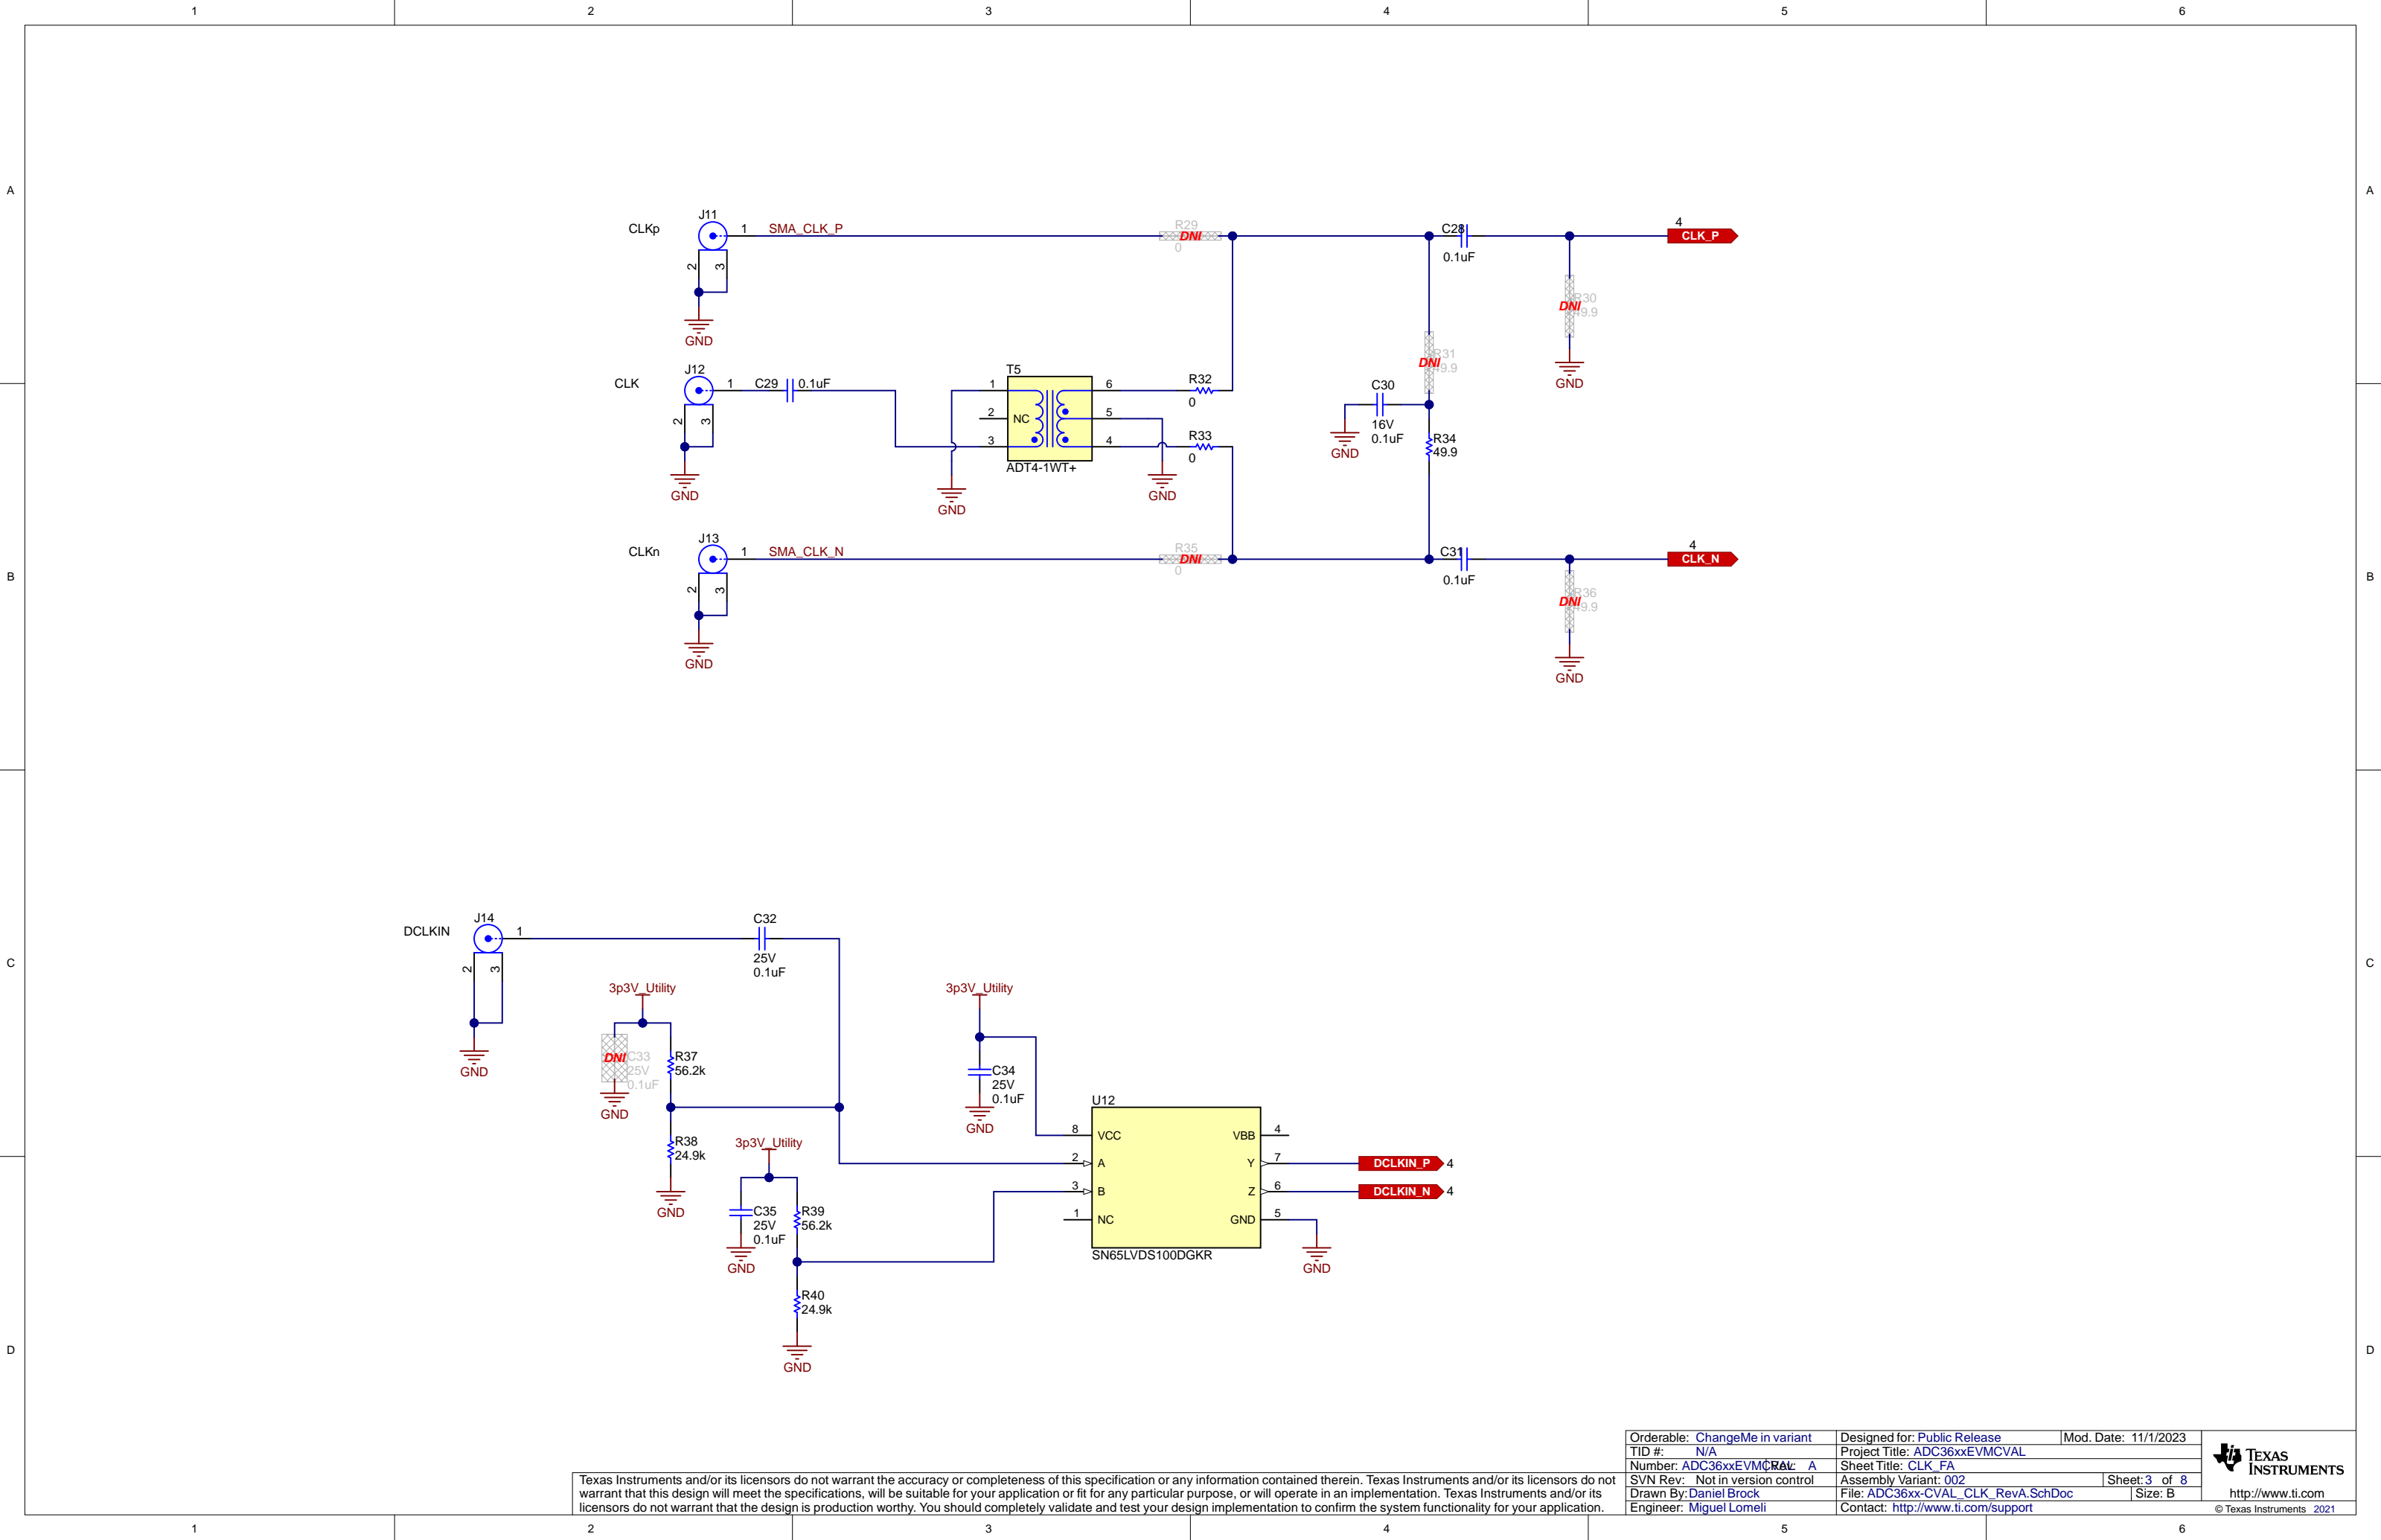 1 2 3 4 5 6
A A
J11
CLKp
1 SMA_CLK_P
2 3
GND
R29
DNI
0
C28
0.1uF
4
CLK_P
DNI R30
49.9
GND
J12
CLK
1 C29 0.1uF
2 3
GND
T5
1 6
2 NC 5
3 4
ADT4-1WT+
GND
GND
R32
0
R33
0
DNI R31
49.9
C30
16V
0.1uF
GND
R34
49.9
J13
CLKn
1 SMA_CLK_N
2 3
GND
R35
DNI
0
C31
0.1uF
4
CLK_N
B B
DNI R36
49.9
GND
J14
DCLKIN
1
2 3
GND
C32
25V
0.1uF
C C
3p3V_Utility
DNI C33
25V
0.1uF
GND
R37
56.2k
R38
24.9k
GND
3p3V_Utility
C34
25V
0.1uF
GND
3p3V_Utility
C35
25V
0.1uF
GND
R39
56.2k
R40
24.9k
GND
U12
8 VCC VBB 4
2 A Y 7
3 B Z 6
1 NC GND 5
SN65LVDS100DGKR
DCLKIN_P 4
DCLKIN_N 4
GND
D D
Orderable: ChangeMe in variant Designed for: Public Release Mod. Date: 11/1/2023
TID #: N/A Project Title: ADC36xxEVMCVAL
Number: ADC36xxEVMCVAL Rev: A Sheet Title: CLK_FA
SVN Rev: Not in version control Assembly Variant: 002 Sheet: 3 of 8
Drawn By: Daniel Brock File: ADC36xx-CVAL_CLK_RevA.SchDoc Size: B
Engineer: Miguel Lomeli Contact: http://www.ti.com/support
TEXAS
INSTRUMENTS
http://www.ti.com
© Texas Instruments 2021
Texas Instruments and/or its licensors do not warrant the accuracy or completeness of this specification or any information contained therein. Texas Instruments and/or its licensors do not
warrant that this design will meet the specifications, will be suitable for your application or fit for any particular purpose, or will operate in an implementation. Texas Instruments and/or its
licensors do not warrant that the design is production worthy. You should completely validate and test your design implementation to confirm the system functionality for your application.
1 2 3 4 5 6